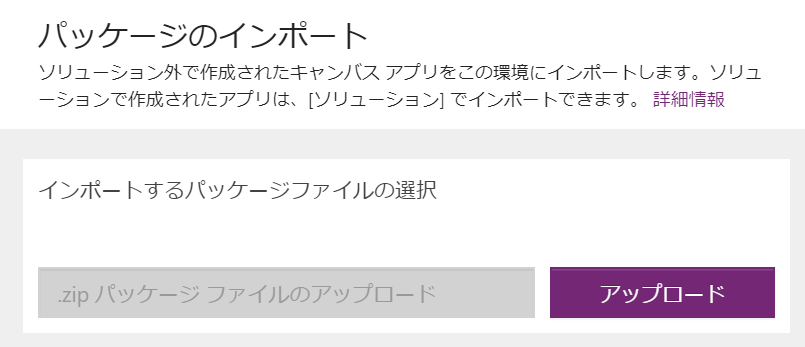 パッケージのインポート
ソリューション外で作成されたキャンバス アプリをこの環境にインポートします。ソリュ
ーションで作成されたアプリは、[ソリューション] でインポートできます。 詳細情報
インポートするパッケージファイルの選択
.zip パッケージ ファイルのアップロード
アップロード